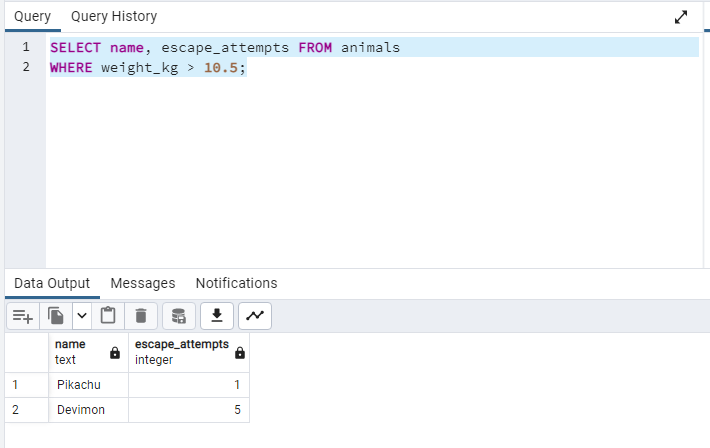 Query Query History
1 SELECT name, escape_attempts FROM animals
2 WHERE weight_kg > 10.5;
Data Output Messages Notifications
name escape_attempts
text integer
1 Pikachu 1
2 Devimon 5